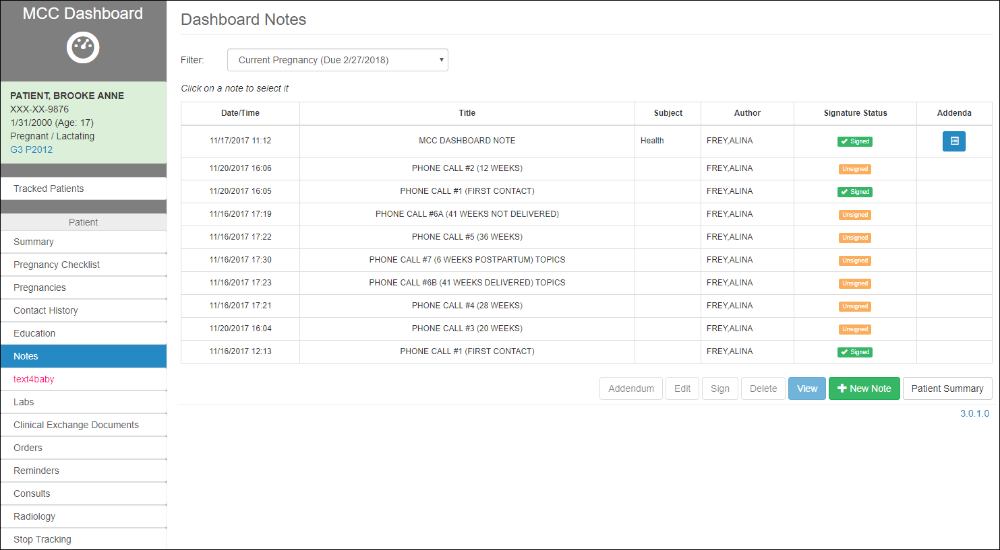 MCC Dashboard
PATIENT, BROOKE ANNE
XXX-XX-9876
1/31/2000 (Age: 17)
Pregnant / Lactating
G3 P2012
Tracked Patients
Patient
Summary
Pregnancy Checklist
Pregnancies
Contact History
Education
Notes
text4baby
Labs
Clinical Exchange Documents
Orders
Reminders
Consults
Radiology
Stop Tracking
Dashboard Notes
Filter: Current Pregnancy (Due 2/27/2018)
Click on a note to select it
Date/Time Title Subject Author Signature Status Addenda
11/17/2017 11:12 MCC DASHBOARD NOTE Health FREY,ALINA Signed
11/20/2017 16:06 PHONE CALL #2 (12 WEEKS) FREY,ALINA Unsigned
11/20/2017 16:05 PHONE CALL #1 (FIRST CONTACT) FREY,ALINA Signed
11/16/2017 17:19 PHONE CALL #6A (41 WEEKS NOT DELIVERED) FREY,ALINA Unsigned
11/16/2017 17:22 PHONE CALL #5 (36 WEEKS) FREY,ALINA Unsigned
11/16/2017 17:30 PHONE CALL #7 (6 WEEKS POSTPARTUM) TOPICS FREY,ALINA Unsigned
11/16/2017 17:23 PHONE CALL #6B (41 WEEKS DELIVERED) TOPICS FREY,ALINA Unsigned
11/16/2017 17:21 PHONE CALL #4 (28 WEEKS) FREY,ALINA Unsigned
11/20/2017 16:04 PHONE CALL #3 (20 WEEKS) FREY,ALINA Unsigned
11/16/2017 12:13 PHONE CALL #1 (FIRST CONTACT) FREY,ALINA Signed
Addendum Edit Sign Delete View New Note Patient Summary
3.0.1.0